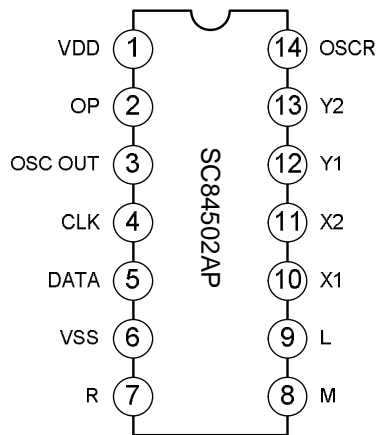 VDD 1 14 OSCR
OP 2 13 Y2
OSC OUT 3 12 Y1
CLK 4 11 X2
DATA 5 10 X1
VSS 6 9 L
R 7 8 M
SC84502AP